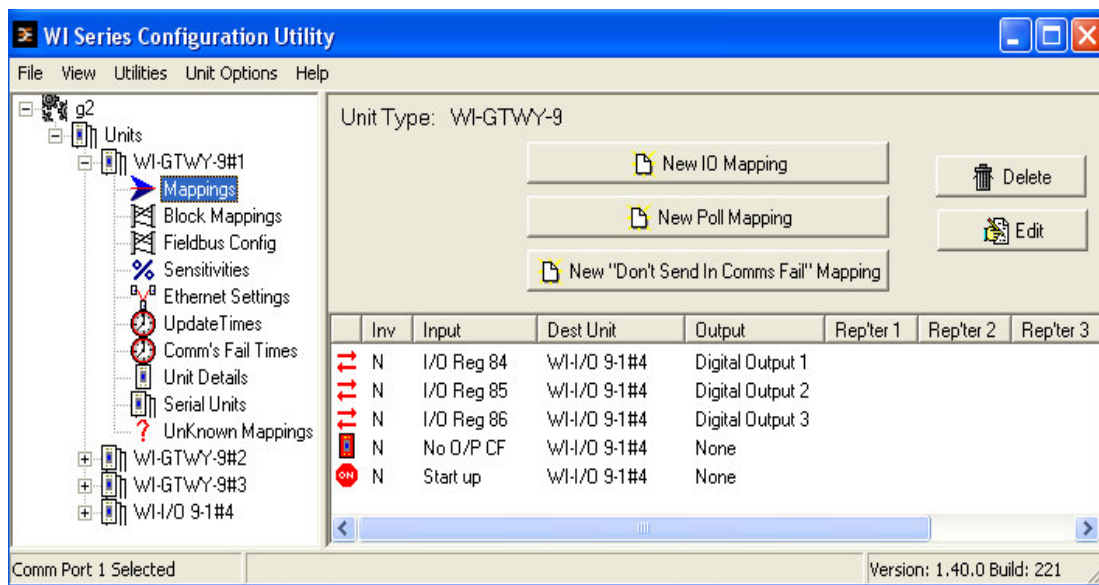 WI Series Configuration Utility
File View Utilities Unit Options Help
g2
Units
WI-GTWY-9#1
Mappings
Block Mappings
Fieldbus Config
Sensitivities
Ethernet Settings
UpdateTimes
Comm's Fail Times
Unit Details
Serial Units
UnKnown Mappings
WI-GTWY-9#2
WI-GTWY-9#3
WI-I/O 9-1#4
Unit Type: WI-GTWY-9
New IO Mapping
New Poll Mapping
New "Don't Send In Comms Fail" Mapping
Delete
Edit
Inv Input Dest Unit Output Rep'ter 1 Rep'ter 2 Rep'ter 3
N I/O Reg 84 WI-I/O 9-1#4 Digital Output 1
N I/O Reg 85 WI-I/O 9-1#4 Digital Output 2
N I/O Reg 86 WI-I/O 9-1#4 Digital Output 3
N No O/P CF WI-I/O 9-1#4 None
ON N Start up WI-I/O 9-1#4 None
Comm Port 1 Selected
Version: 1.40.0 Build: 221